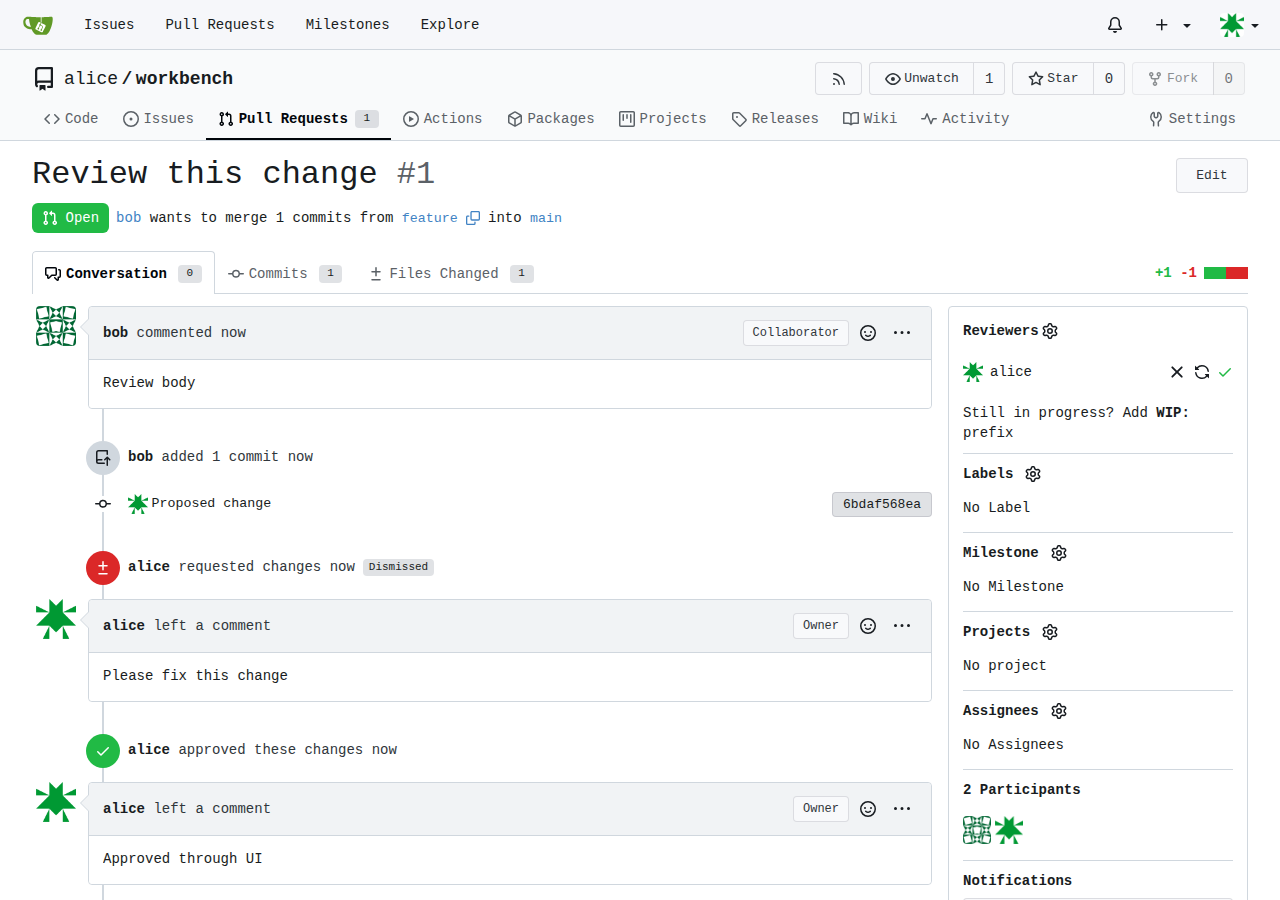 Issues Pull Requests Milestones Explore
alice/workbench
Unwatch 1 Star 0 Fork 0
Code Issues Pull Requests 1 Actions Packages Projects Releases Wiki Activity Settings
Review this change #1
Edit
Open bob wants to merge 1 commits from feature into main
Conversation 0 Commits 1 Files Changed 1 +1 -1
bob commented now Collaborator
Review body
bob added 1 commit now
Proposed change 6bdaf568ea
alice requested changes now Dismissed
alice left a comment Owner
Please fix this change
alice approved these changes now
alice left a comment Owner
Approved through UI
Reviewers
alice
Still in progress? Add WIP:
prefix
Labels
No Label
Milestone
No Milestone
Projects
No project
Assignees
No Assignees
2 Participants
Notifications